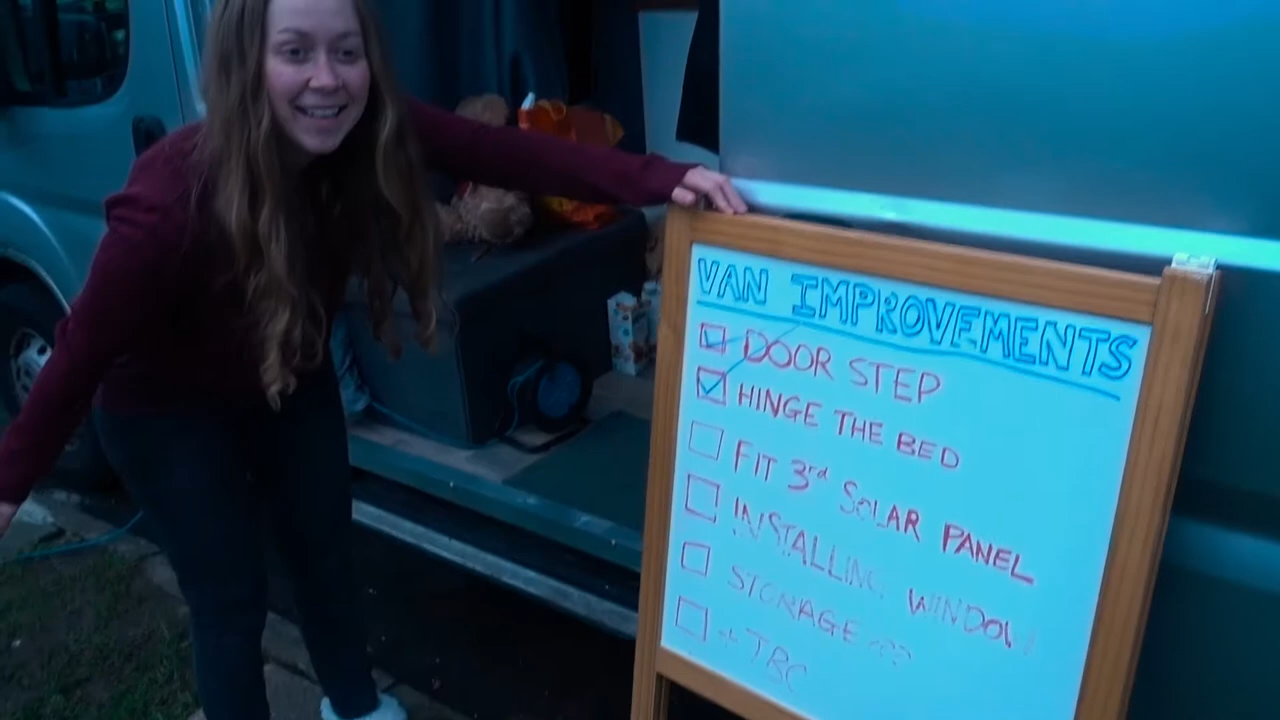 VAN IMPROVEMENTS
DOOR STEP
HINGE THE BED
FIT 3rd SOLAR PANEL
INSTALLING WINDOW
STORAGE ??
+ TBC